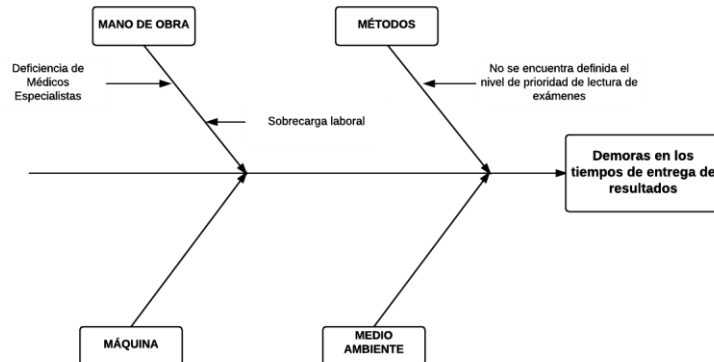 MANO DE OBRA
MÉTODOS
Deficiencia de
Médicos
Especialistas
No se encuentra definida el
nivel de prioridad de lectura de
exámenes
Sobrecarga laboral
Demoras en los
tiempos de entrega de
resultados
MÁQUINA
MEDIO
AMBIENTE